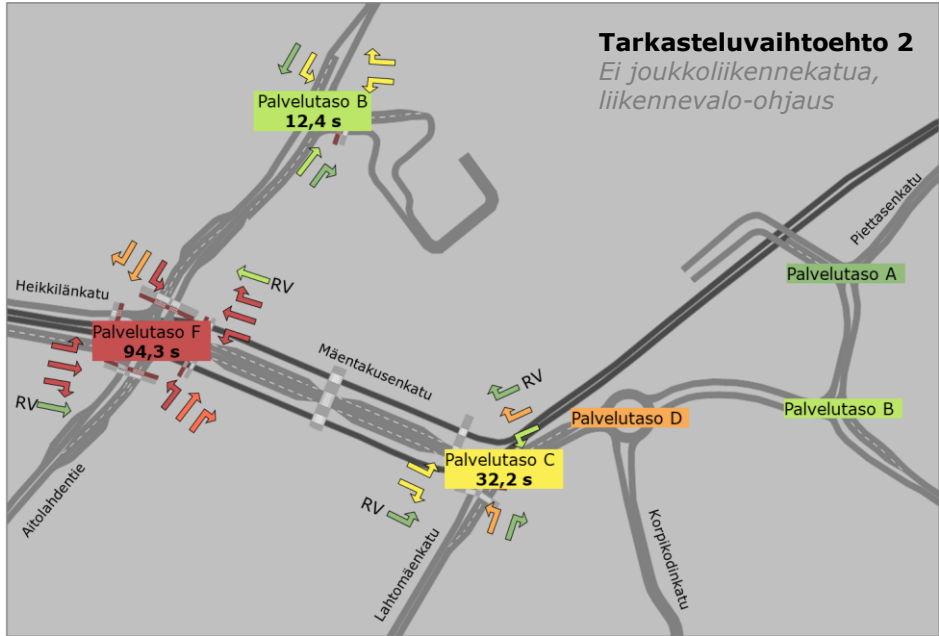 Tarkasteluvaihtoehto 2
Ei joukkoliikennekatua,
liikennevalo-ohjaus
Palvelutaso B
12,4 s
Piettasenkatu
Palvelutaso A
Heikkilänkatu
RV
Palvelutaso F
94,3 s
Mäentakusenkatu
RV
RV
Palvelutaso D
Palvelutaso B
Palvelutaso C
32,2 s
RV
Aitolahdentie
Lahtomäenkatu
Korpikodinkatu